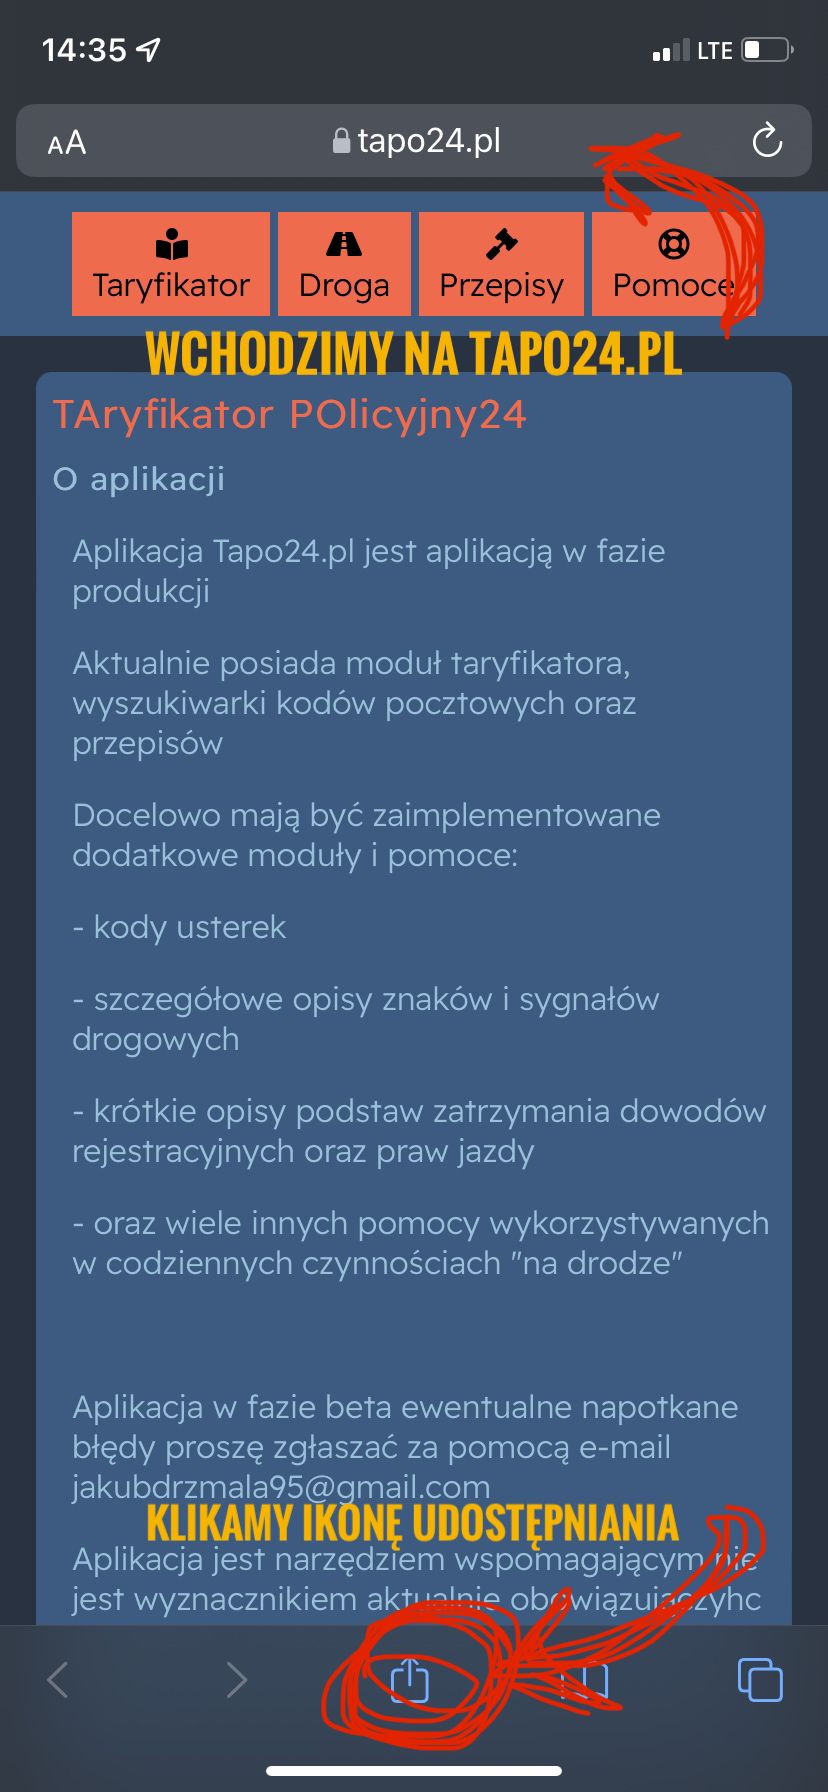 14:35
LTE
AA
tapo24.pl
Taryfikator
Droga
Przepisy
Pomoce
WCHODZIMY NA TAPO24.PL
TAryfikator POlicyjny24
O aplikacji
Aplikacja Tapo24.pl jest aplikacją w fazie
produkcji
Aktualnie posiada moduł taryfikatora,
wyszukiwarki kodów pocztowych oraz
przepisów
Docelowo mają być zaimplementowane
dodatkowe moduły i pomoce:
- kody usterek
- szczegółowe opisy znaków i sygnałów
drogowych
- krótkie opisy podstaw zatrzymania dowodów
rejestracyjnych oraz praw jazdy
- oraz wiele innych pomocy wykorzystywanych
w codziennych czynnościach "na drodze"
Aplikacja w fazie beta ewentualne napotkane
błędy proszę zgłaszać za pomocą e-mail
jakubdrzmala95@gmail.com
KLIKAMY IKONĘ UDOSTĘPNIANIA
Aplikacja jest narzędziem wspomagającym nie
jest wyznacznikiem aktualnie obowiązujączyhc